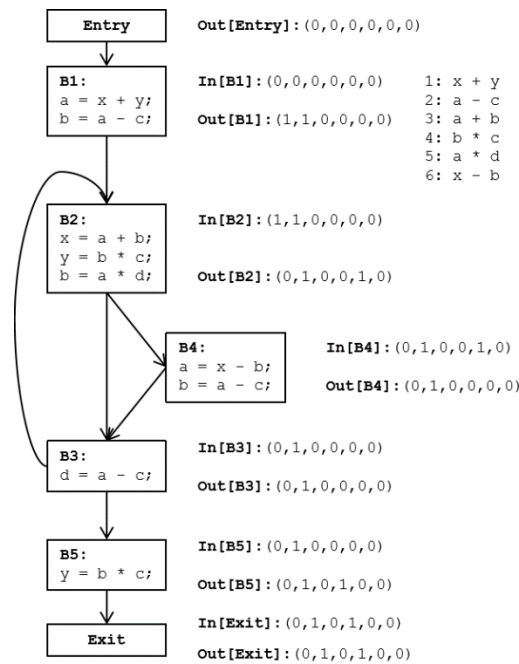 Entry
Out[Entry]:(0,0,0,0,0,0)
B1:
a = x + y;
b = a - c;
In[B1]:(0,0,0,0,0,0)
Out[B1]:(1,1,0,0,0,0)
1: x + y
2: a - c
3: a + b
4: b * c
5: a * d
6: x - b
B2:
x = a + b;
y = b * c;
b = a * d;
In[B2]:(1,1,0,0,0,0)
Out[B2]:(0,1,0,0,1,0)
B4:
a = x - b;
b = a - c;
In[B4]:(0,1,0,0,1,0)
Out[B4]:(0,1,0,0,0,0)
B3:
d = a - c;
In[B3]:(0,1,0,0,0,0)
Out[B3]:(0,1,0,0,0,0)
B5:
y = b * c;
In[B5]:(0,1,0,0,0,0)
Out[B5]:(0,1,0,1,0,0)
Exit
In[Exit]:(0,1,0,1,0,0)
Out[Exit]:(0,1,0,1,0,0)